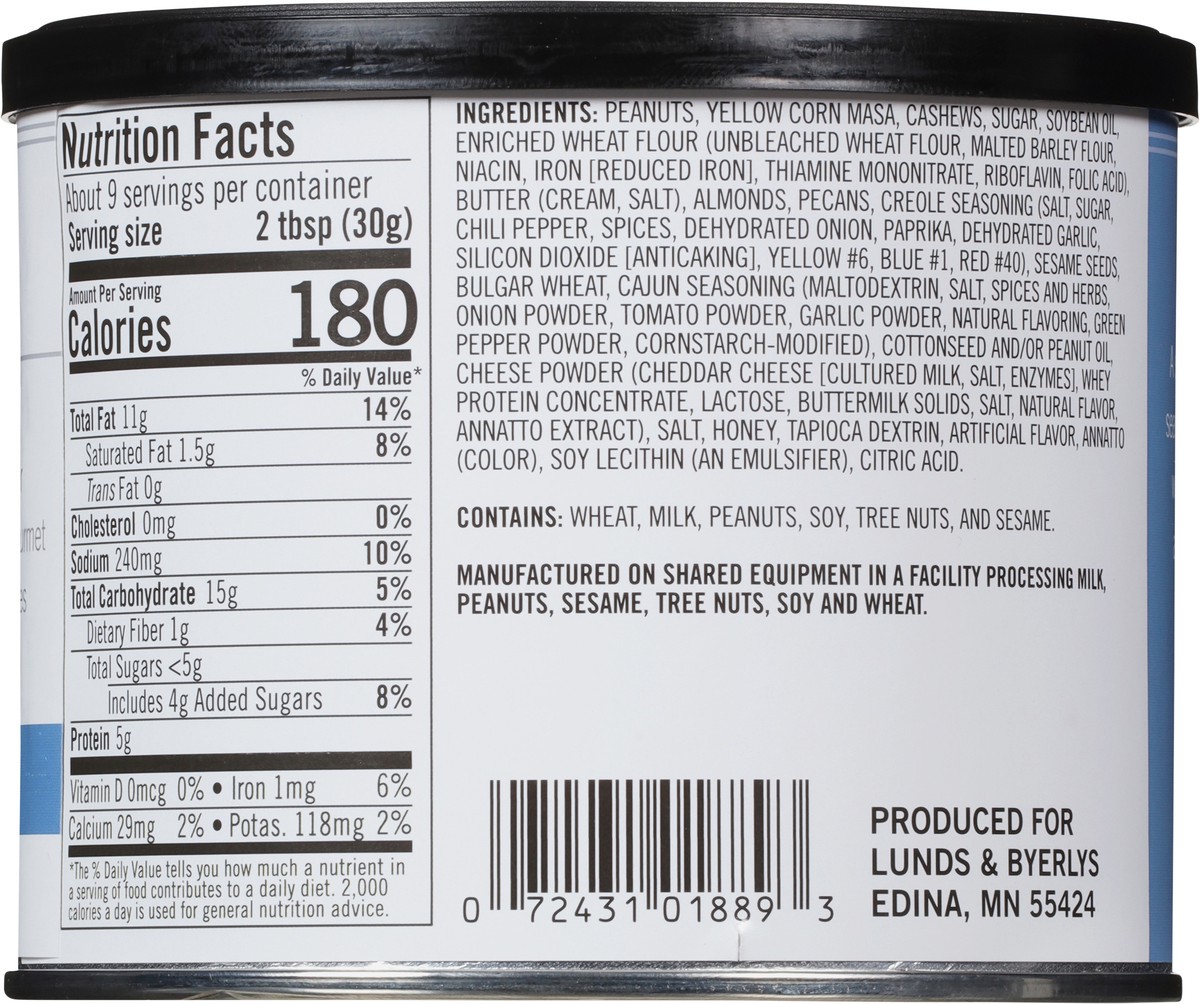 Nutrition Facts
About 9 servings per container
Serving size 2 tbsp (30g)
Amount Per Serving
Calories 180
% Daily Value*
Total Fat 11g 14%
Saturated Fat 1.5g 8%
Trans Fat 0g
Cholesterol 0mg 0%
Sodium 240mg 10%
Total Carbohydrate 15g 5%
Dietary Fiber 1g 4%
Total Sugars <5g
Includes 4g Added Sugars 8%
Protein 5g
Vitamin D 0mcg 0% • Iron 1mg 6%
Calcium 29mg 2% • Potas. 118mg 2%
*The % Daily Value tells you how much a nutrient in
a serving of food contributes to a daily diet. 2,000
calories a day is used for general nutrition advice.
INGREDIENTS: PEANUTS, YELLOW CORN MASA, CASHEWS, SUGAR, SOYBEAN OIL,
ENRICHED WHEAT FLOUR (UNBLEACHED WHEAT FLOUR, MALTED BARLEY FLOUR,
NIACIN, IRON [REDUCED IRON], THIAMINE MONONITRATE, RIBOFLAVIN, FOLIC ACID),
BUTTER (CREAM, SALT), ALMONDS, PECANS, CREOLE SEASONING (SALT, SUGAR,
CHILI PEPPER, SPICES, DEHYDRATED ONION, PAPRIKA, DEHYDRATED GARLIC,
SILICON DIOXIDE [ANTICAKING], YELLOW #6, BLUE #1, RED #40), SESAME SEEDS,
BULGAR WHEAT, CAJUN SEASONING (MALTODEXTRIN, SALT, SPICES AND HERBS,
ONION POWDER, TOMATO POWDER, GARLIC POWDER, NATURAL FLAVORING, GREEN
PEPPER POWDER, CORNSTARCH-MODIFIED), COTTONSEED AND/OR PEANUT OIL,
CHEESE POWDER (CHEDDAR CHEESE [CULTURED MILK, SALT, ENZYMES], WHEY
PROTEIN CONCENTRATE, LACTOSE, BUTTERMILK SOLIDS, SALT, NATURAL FLAVOR,
ANNATTO EXTRACT), SALT, HONEY, TAPIOCA DEXTRIN, ARTIFICIAL FLAVOR, ANNATTO
(COLOR), SOY LECITHIN (AN EMULSIFIER), CITRIC ACID.
CONTAINS: WHEAT, MILK, PEANUTS, SOY, TREE NUTS, AND SESAME.
MANUFACTURED ON SHARED EQUIPMENT IN A FACILITY PROCESSING MILK,
PEANUTS, SESAME, TREE NUTS, SOY AND WHEAT.
0 72431 01889 3
PRODUCED FOR
LUNDS & BYERLYS
EDINA, MN 55424